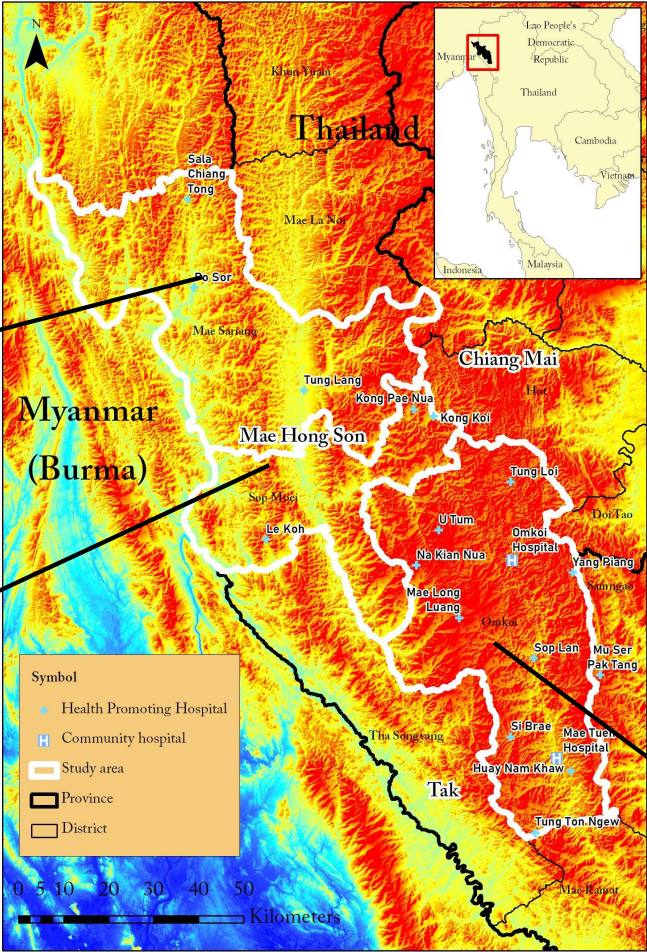 N
Lao People's
Democratic
Republic
Myanmar
Thailand
Cambodia
Vietnam
Malaysia
Indonesia
Khun Yuam
Thailand
Sala
Chiang
Tong
Mae La Noi
Bo Sor
Mae Sariang
Chiang Mai
Tung Lang
Hot
Kong Pae Nua
Kong Koi
Myanmar
(Burma)
Mae Hong Son
Tung Loi
Sop Moei
Doi Tao
U Tum
Omkoi
Hospital
Le Koh
Na Kian Nua
Yang Piang
Samngao
Mae Long
Luang
Omkoi
Sop Lan
Mu Ser
Pak Tang
Si Brae
Mae Tuen
Hospital
Tha Songyang
Huay Nam Khaw
Tak
Tung Ton Ngew
Mae Ramat
Symbol
Health Promoting Hospital
H Community hospital
Study area
Province
District
0 5 10 20 30 40 50
Kilometers